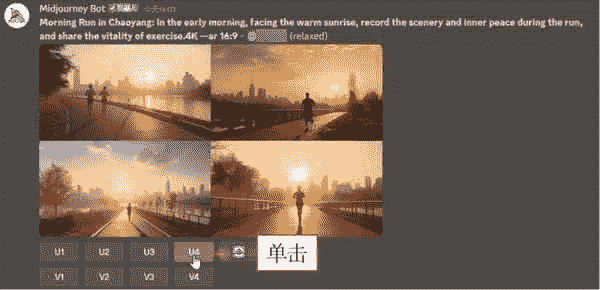 Midjourney Bot
Morning Run in Chaoyang: In the early morning, facing the warm sunrise, record the scenery and inner peace during the run,
and share the vitality of exercise.4K —ar 16:9 - @ (relaxed)
U1 U2 U3 U4
单击
V1 V2 V3 V4